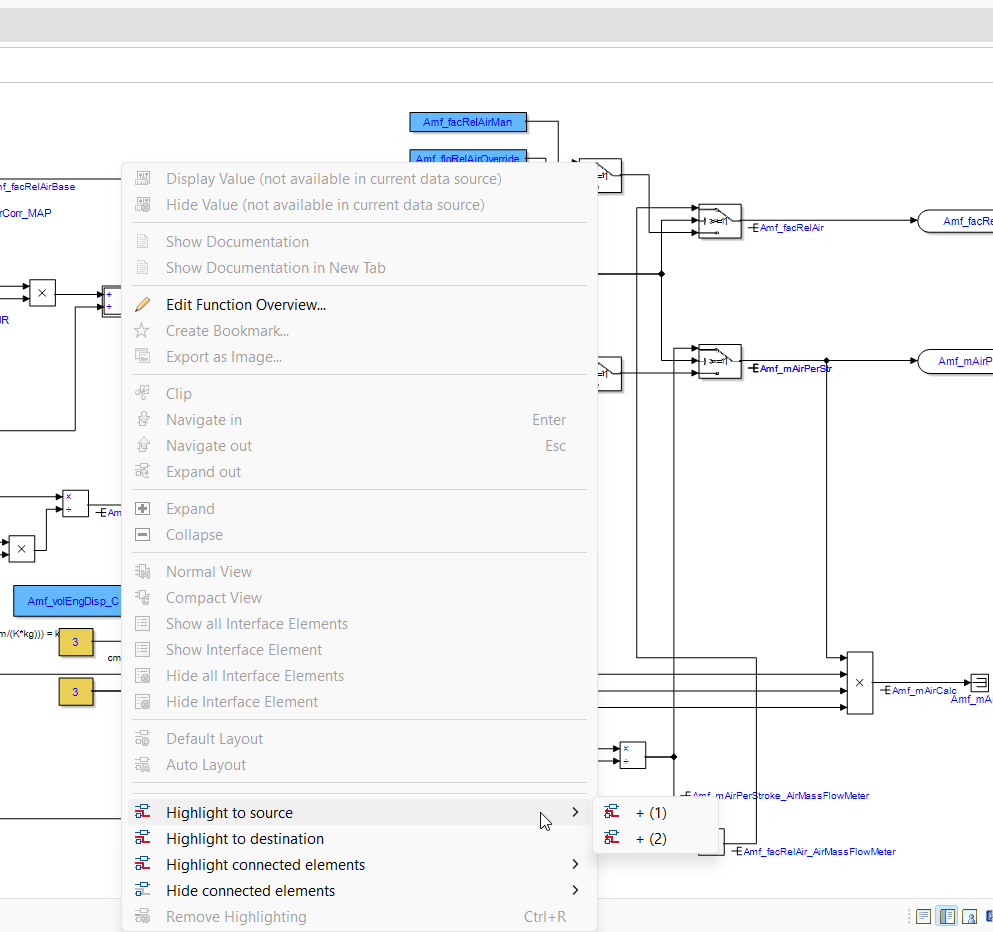 Amf_facRelAirMan
Amf_floRelAirOverride
mf_facRelAirBase
rCorr_MAP
Amf_facRelAir
Amf_facRe
Amf_mAirPerStr
Amf_mAirP
Display Value (not available in current data source)
Hide Value (not available in current data source)
Show Documentation
Show Documentation in New Tab
Edit Function Overview...
Create Bookmark...
Export as Image...
Clip
Navigate in Enter
Navigate out Esc
Expand out
Expand
Collapse
Normal View
Compact View
Show all Interface Elements
Show Interface Element
Hide all Interface Elements
Hide Interface Element
Default Layout
Auto Layout
Highlight to source
Highlight to destination
Highlight connected elements
Hide connected elements
Remove Highlighting Ctrl+R
+ (1)
+ (2)
Am
Amf_volEngDisp_C
m/(K*kg))) = k
3
cm
3
Amf_mAirCalc
Amf_mA
Amf_mAirPerStroke_AirMassFlowMeter
Amf_facRelAir_AirMassFlowMeter